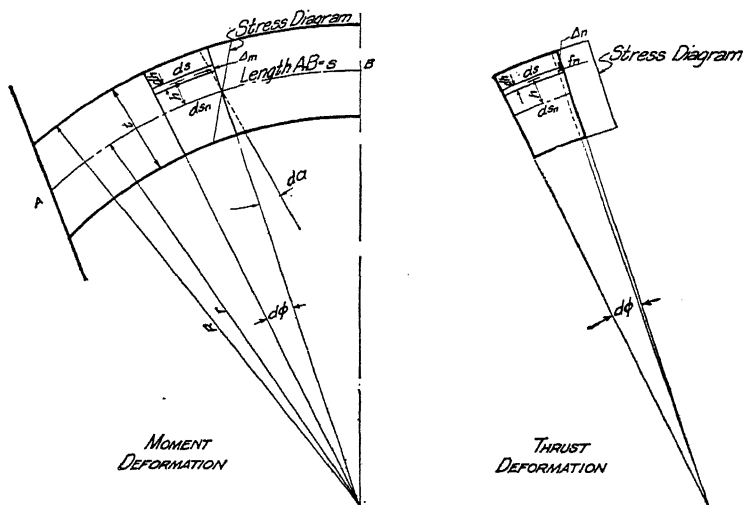 Stress Diagram
Δm
ds
Length AB=s
B
h
dsn
t
A
da
R
r
dϕ
MOMENT
DEFORMATION
Δn
ds
fn
Stress Diagram
h
dsn
dϕ
THRUST
DEFORMATION